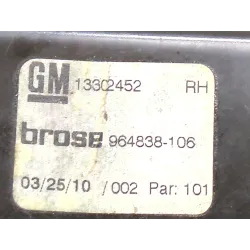 GM 13302452 RH
brose 964838-106
03/25/10 /002 Par: 101